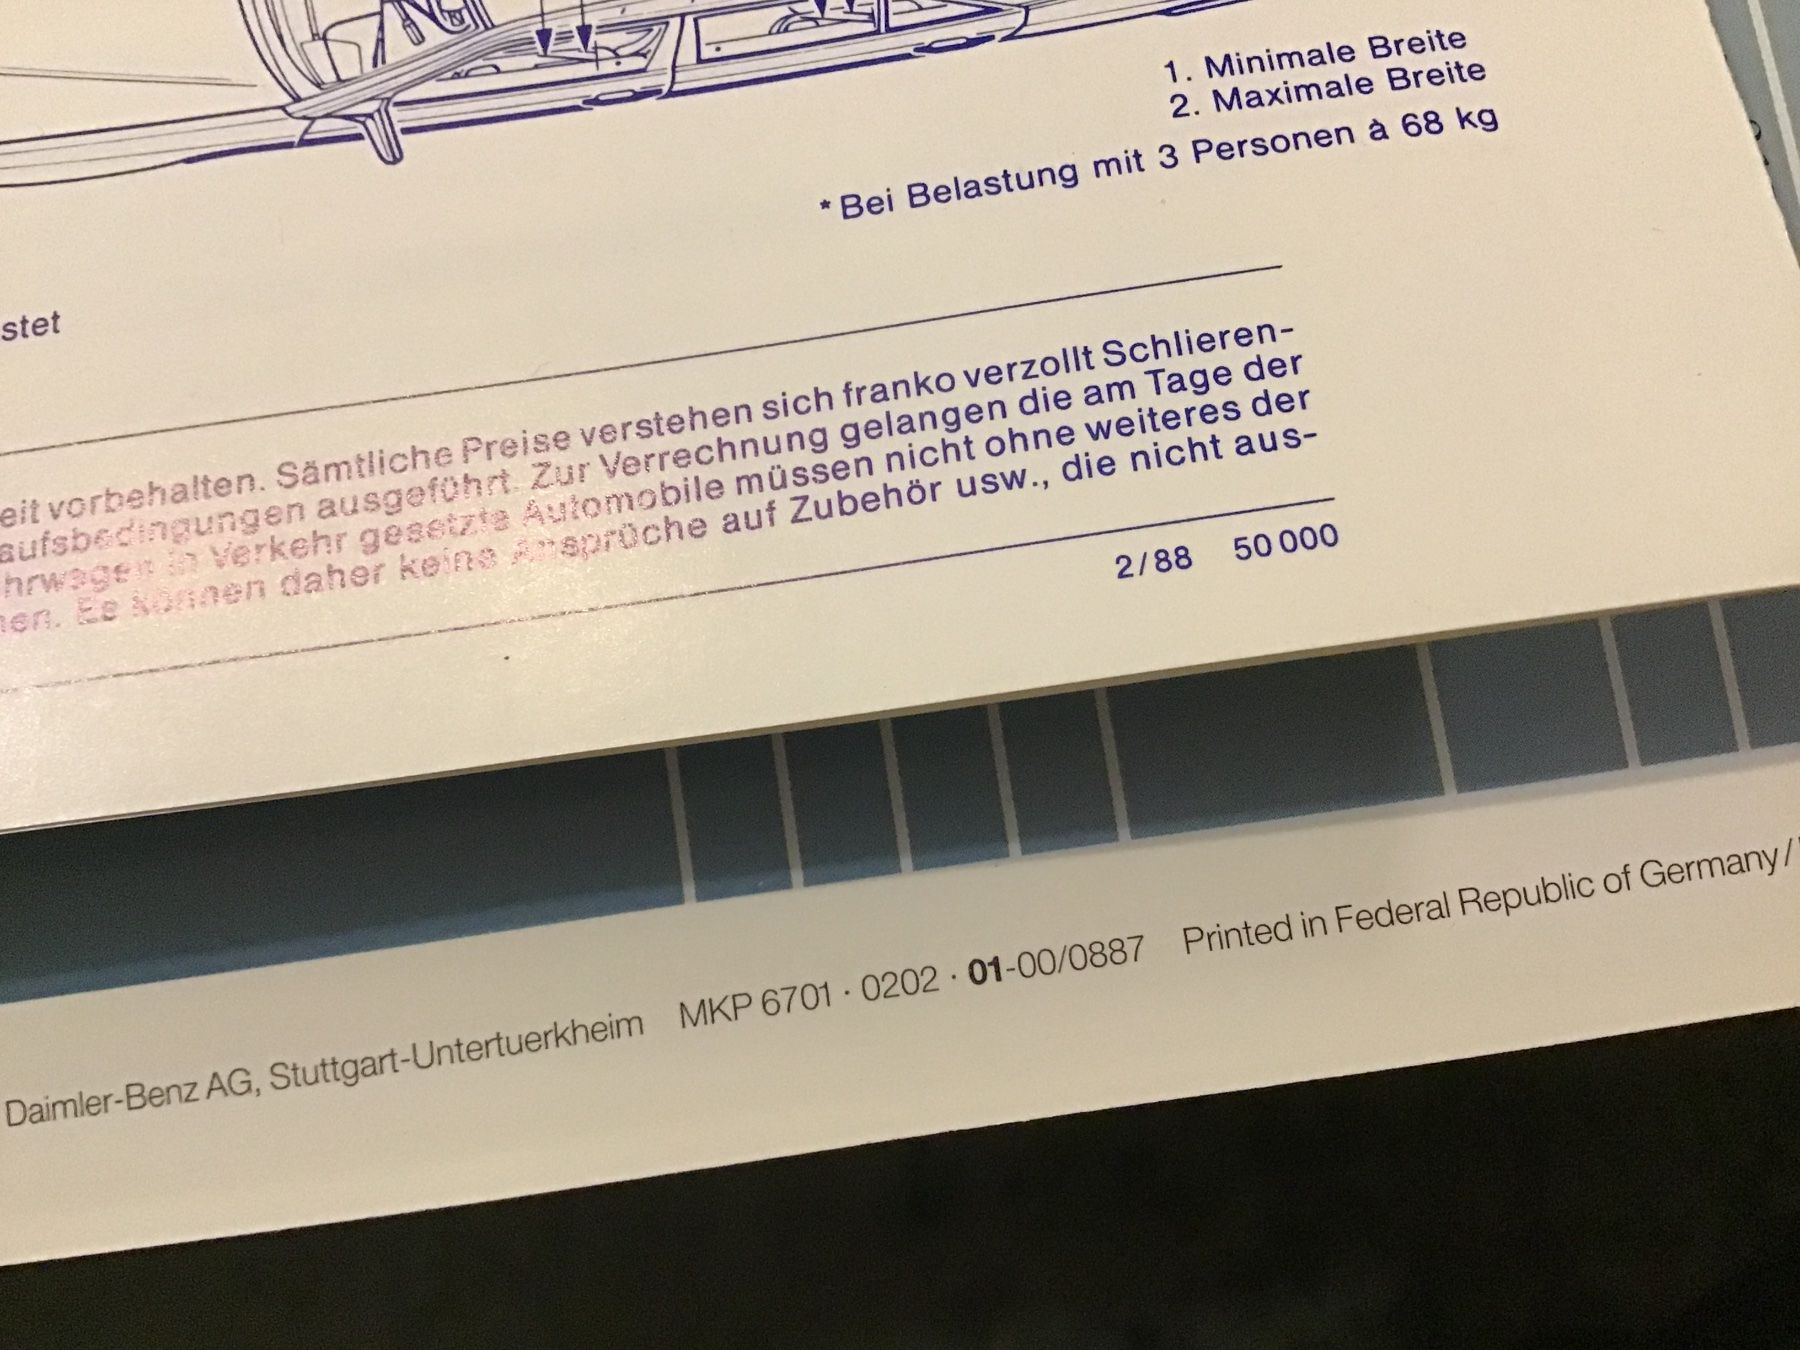 1. Minimale Breite
2. Maximale Breite
*Bei Belastung mit 3 Personen à 68 kg
stet
eit vorbehalten. Sämtliche Preise verstehen sich franko verzollt Schlieren-
aufsbedingungen ausgeführt. Zur Verrechnung gelangen die am Tage der
hrwagen in Verkehr gesetzte Automobile müssen nicht ohne weiteres der
nen. Es können daher keine Ansprüche auf Zubehör usw., die nicht aus-
2/88 50 000
Daimler-Benz AG, Stuttgart-Untertuerkheim MKP 6701 · 0202 · 01-00/0887 Printed in Federal Republic of Germany /